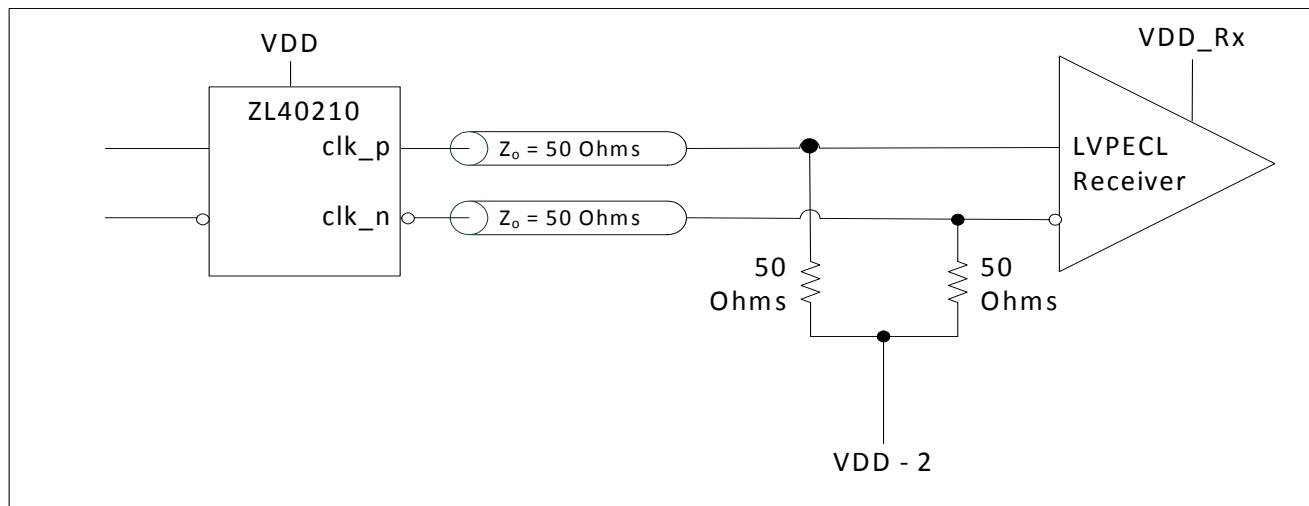 VDD
VDD_Rx
ZL40210
clk_p
Zo = 50 Ohms
LVPECL
Receiver
clk_n
Zo = 50 Ohms
50
Ohms
50
Ohms
VDD - 2